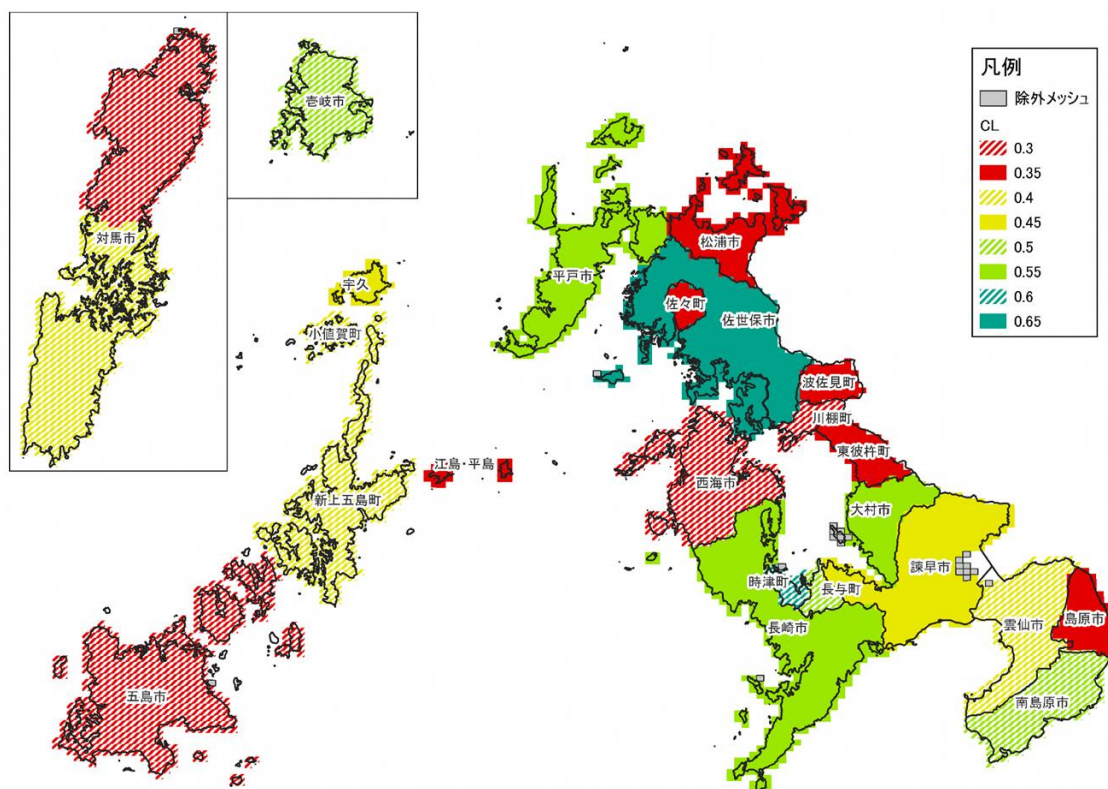 対馬市
壱岐市
凡例
除外メッシュ
CL
0.3
0.35
0.4
0.45
0.5
0.55
0.6
0.65
松浦市
平戸市
宇久
佐々町
佐世保市
小値賀町
波佐見町
川棚町
東彼杵町
江島・平島
西海市
新上五島町
大村市
諫早市
時津町
長与町
島原市
雲仙市
長崎市
五島市
南島原市